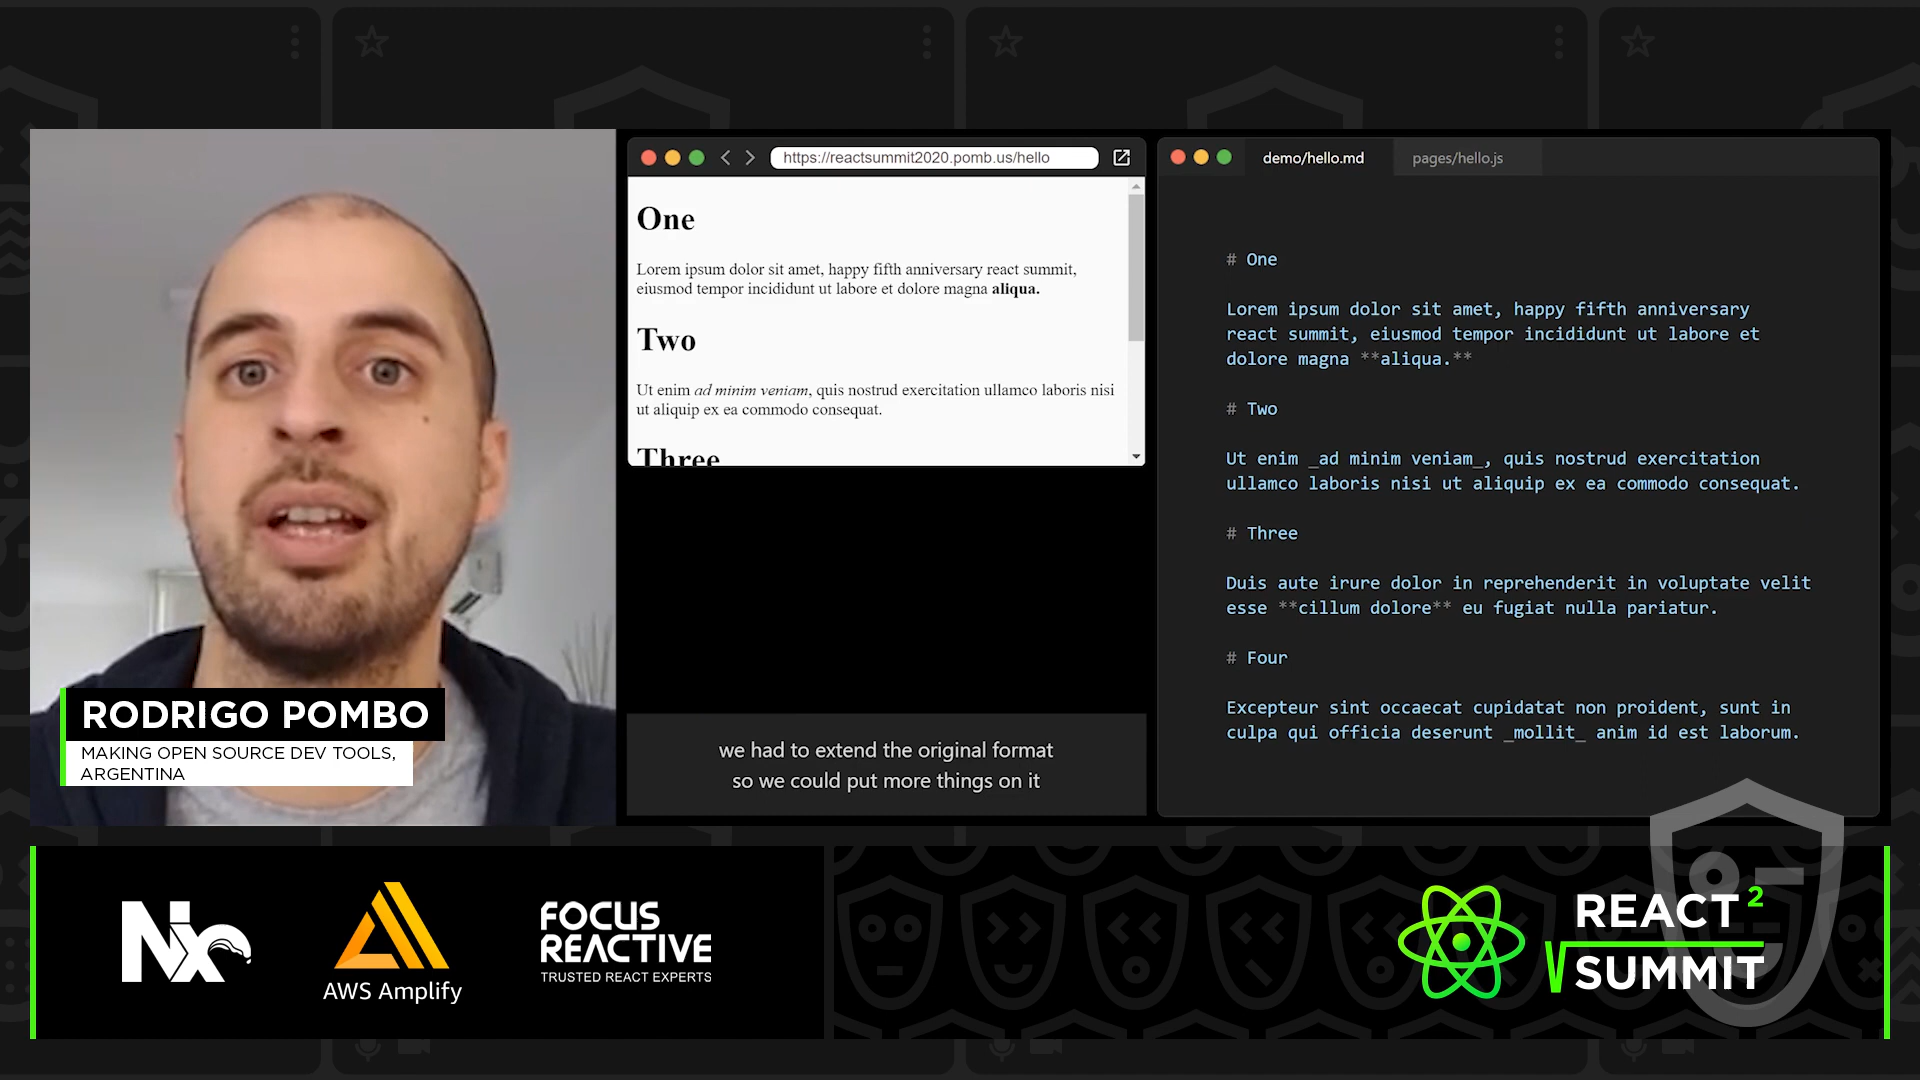 https://reactsummit2020.pomb.us/hello
One
Lorem ipsum dolor sit amet, happy fifth anniversary react summit,
eiusmod tempor incididunt ut labore et dolore magna aliqua.
Two
Ut enim ad minim veniam, quis nostrud exercitation ullamco laboris nisi
ut aliquip ex ea commodo consequat.
Three
demo/hello.md
pages/hello.js
# One
Lorem ipsum dolor sit amet, happy fifth anniversary
react summit, eiusmod tempor incididunt ut labore et
dolore magna **aliqua.**
# Two
Ut enim _ad minim veniam_, quis nostrud exercitation
ullamco laboris nisi ut aliquip ex ea commodo consequat.
# Three
Duis aute irure dolor in reprehenderit in voluptate velit
esse **cillum dolore** eu fugiat nulla pariatur.
# Four
Excepteur sint occaecat cupidatat non proident, sunt in
culpa qui officia deserunt _mollit_ anim id est laborum.
RODRIGO POMBO
MAKING OPEN SOURCE DEV TOOLS,
ARGENTINA
we had to extend the original format
so we could put more things on it
Nx
AWS Amplify
FOCUS
REACTIVE
TRUSTED REACT EXPERTS
REACT 2
SUMMIT